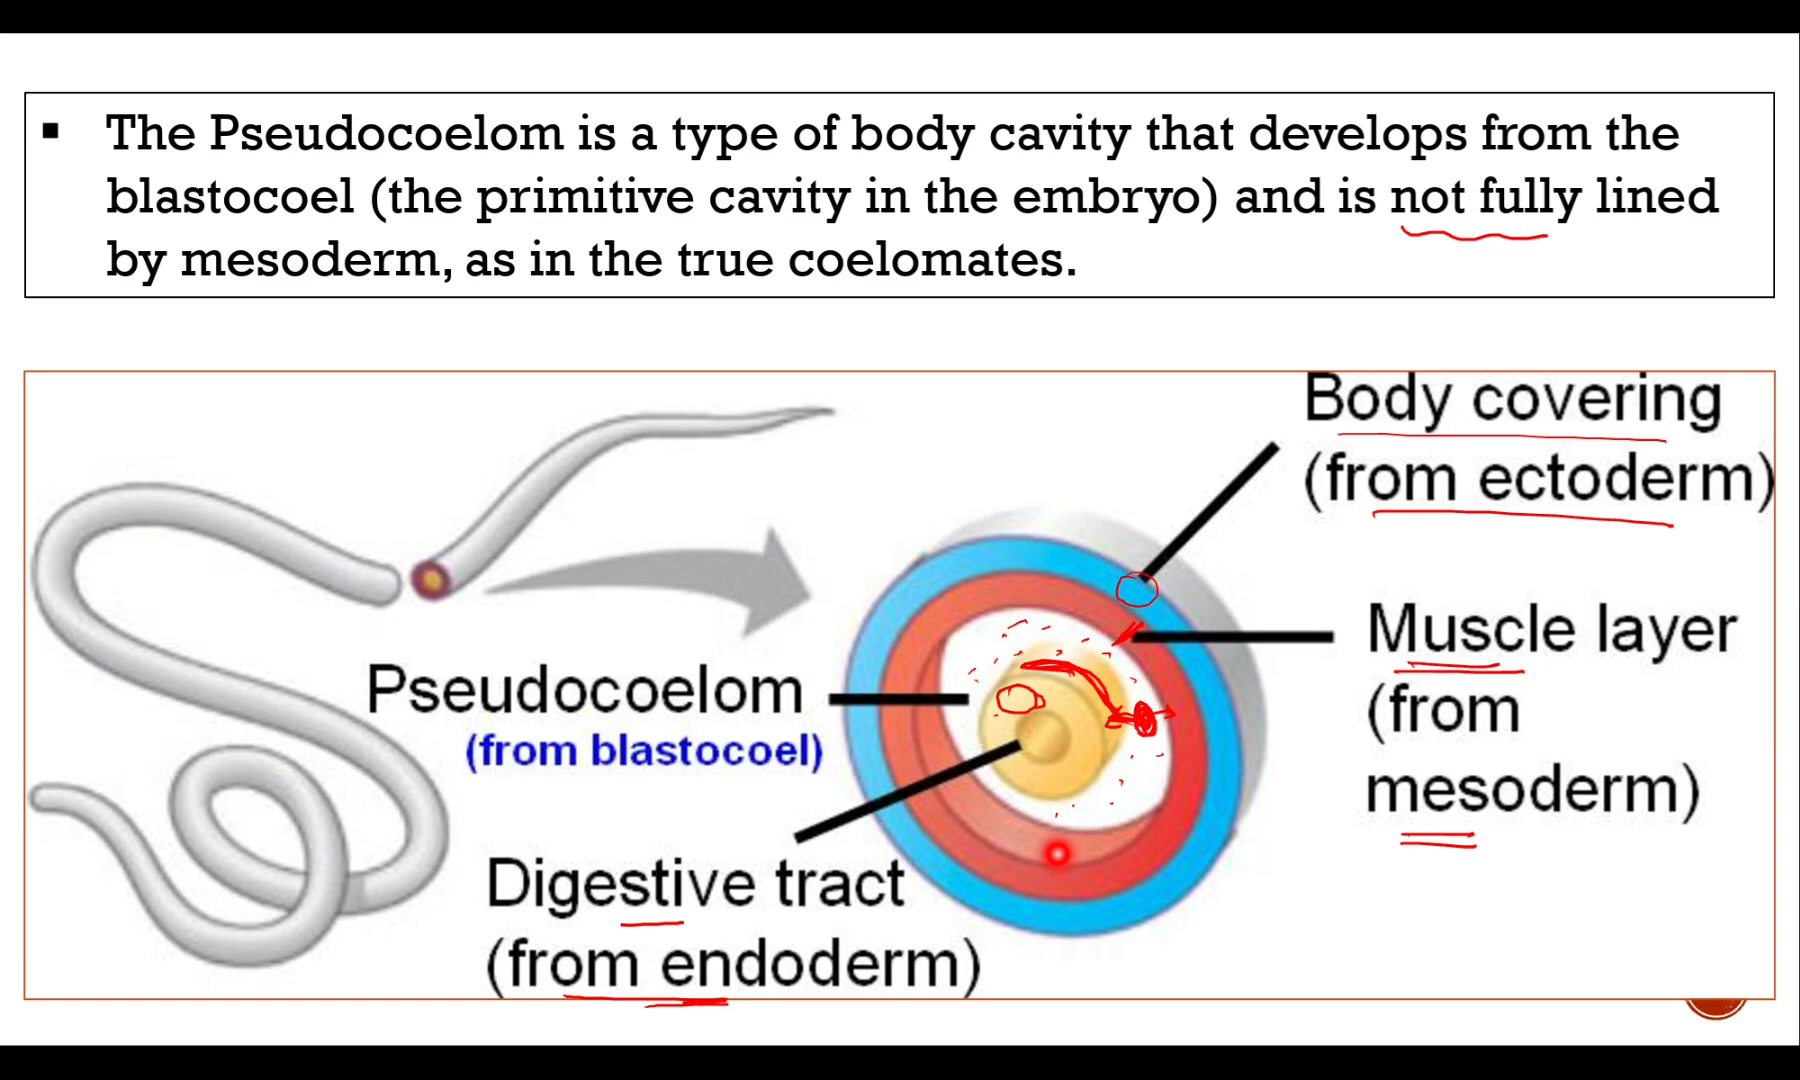 ▪ The Pseudocoelom is a type of body cavity that develops from the
blastocoel (the primitive cavity in the embryo) and is not fully lined
by mesoderm, as in the true coelomates.
Body covering
(from ectoderm)
Muscle layer
(from
mesoderm)
Pseudocoelom
(from blastocoel)
Digestive tract
(from endoderm)